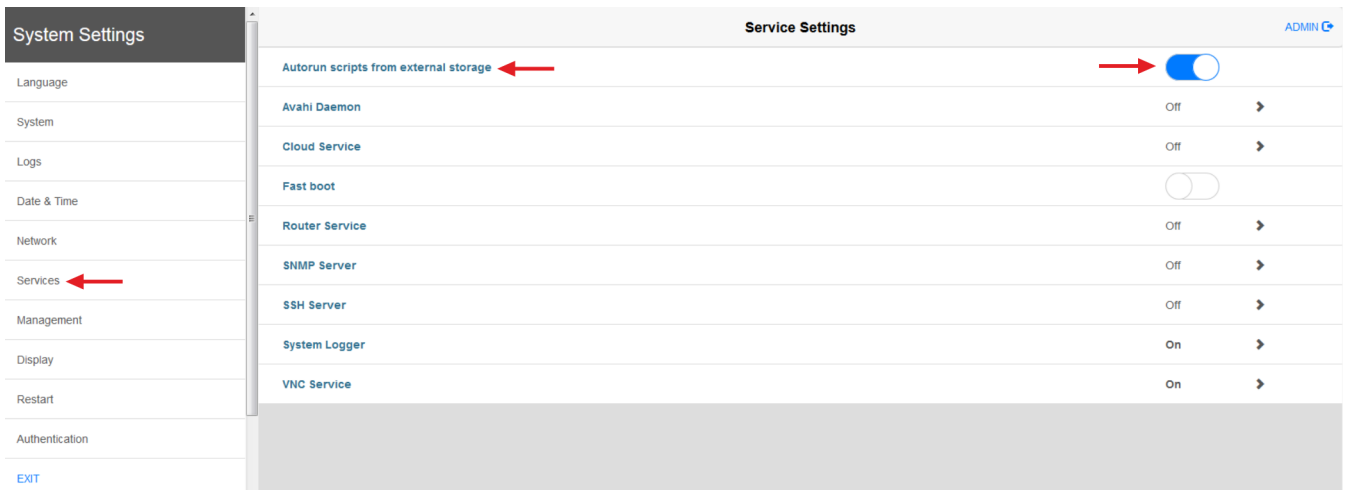 System Settings
Language
System
Logs
Date & Time
Network
Services
Management
Display
Restart
Authentication
EXIT
Service Settings
ADMIN
Autorun scripts from external storage
Avahi Daemon Off
Cloud Service Off
Fast boot
Router Service Off
SNMP Server Off
SSH Server Off
System Logger On
VNC Service On